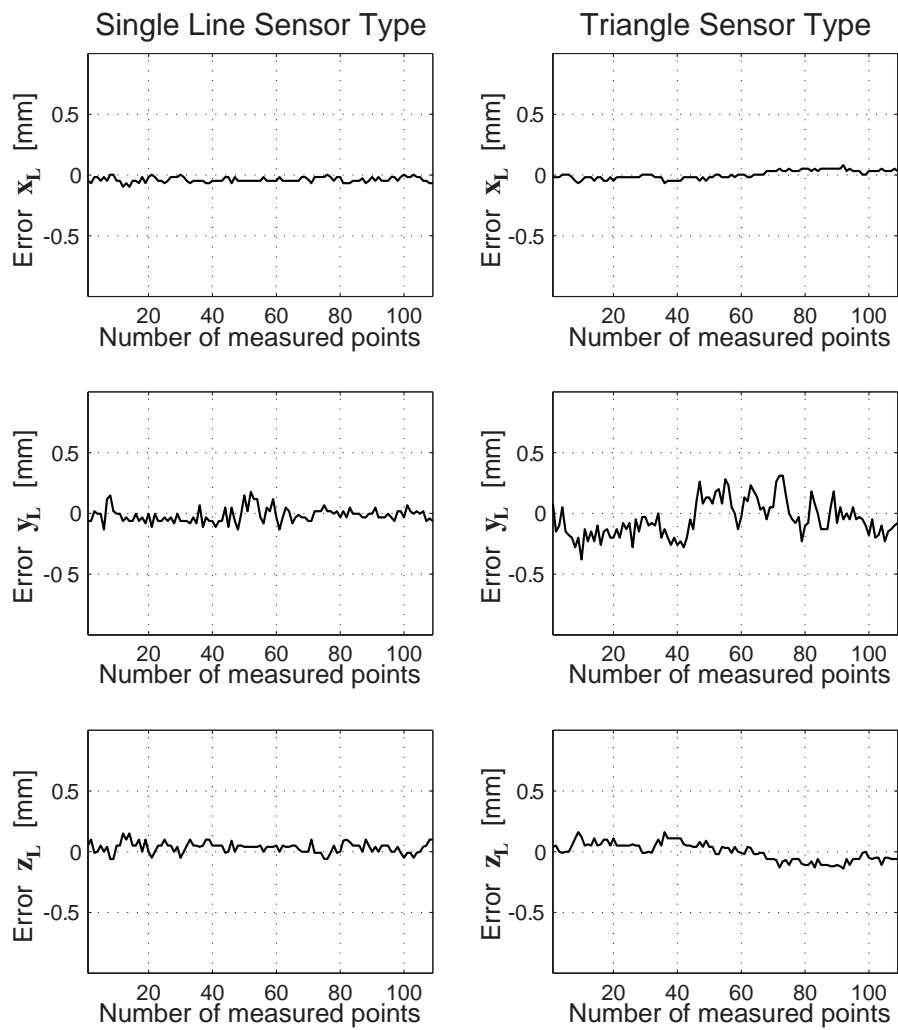 Single Line Sensor Type
Triangle Sensor Type
Error x_L [mm]
0.5
0
-0.5
20 40 60 80 100
Number of measured points
Error x_L [mm]
0.5
0
-0.5
20 40 60 80 100
Number of measured points
Error y_L [mm]
0.5
0
-0.5
20 40 60 80 100
Number of measured points
Error y_L [mm]
0.5
0
-0.5
20 40 60 80 100
Number of measured points
Error z_L [mm]
0.5
0
-0.5
20 40 60 80 100
Number of measured points
Error z_L [mm]
0.5
0
-0.5
20 40 60 80 100
Number of measured points